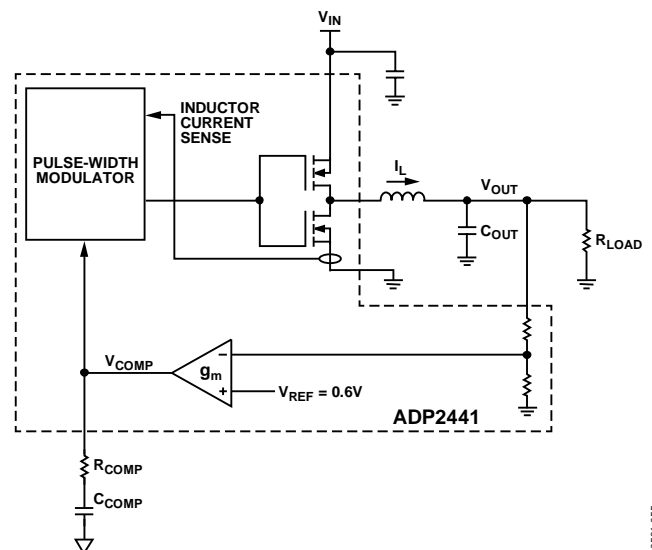 VIN
INDUCTOR
CURRENT
SENSE
PULSE-WIDTH
MODULATOR
IL
VOUT
COUT
RLOAD
VCOMP
gm
−
+
VREF = 0.6V
ADP2441
RCOMP
CCOMP